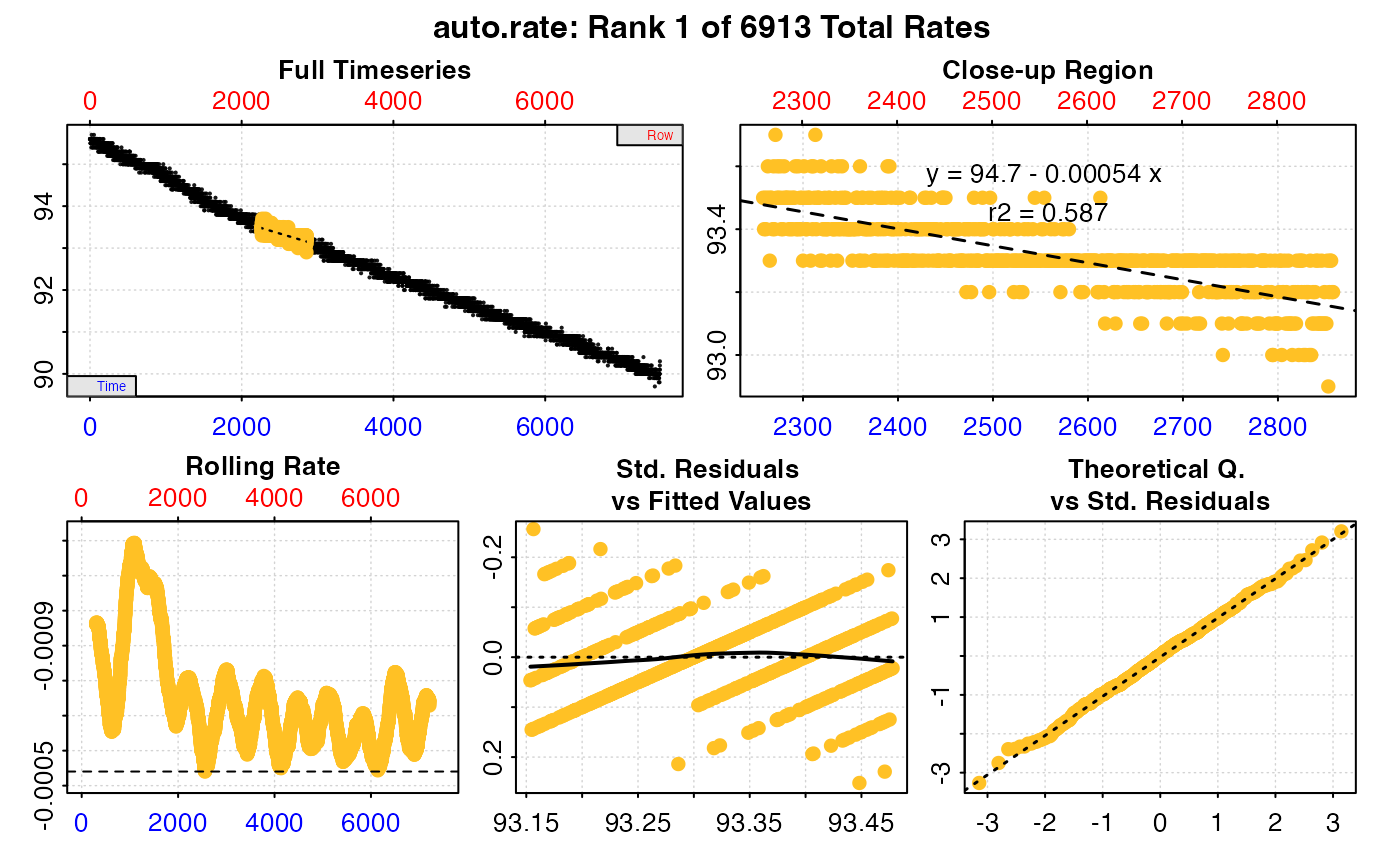 auto.rate: Rank 1 of 6913 Total Rates
Full Timeseries
0 2000 4000 6000
Row
94
92
90
Time
0 2000 4000 6000
Close-up Region
2300 2400 2500 2600 2700 2800
y = 94.7 - 0.00054 x
r2 = 0.587
93.4
93.0
2300 2400 2500 2600 2700 2800
Rolling Rate
0 2000 4000 6000
-0.0009
-0.0005
0 2000 4000 6000
Std. Residuals
vs Fitted Values
-0.2
0.0
0.2
93.15 93.25 93.35 93.45
Theoretical Q.
vs Std. Residuals
3
2
1
-1
-3
-3 -2 -1 0 1 2 3